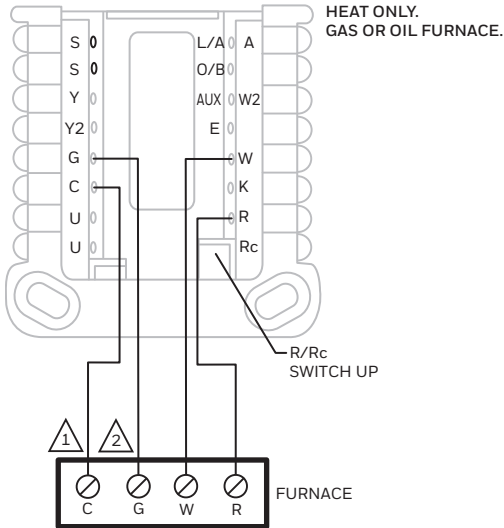 HEAT ONLY.
GAS OR OIL FURNACE.
S L/A A
S O/B
Y AUX W2
Y2 E
G W
C K
U R
U Rc
R/Rc
SWITCH UP
1 2
C G W R FURNACE